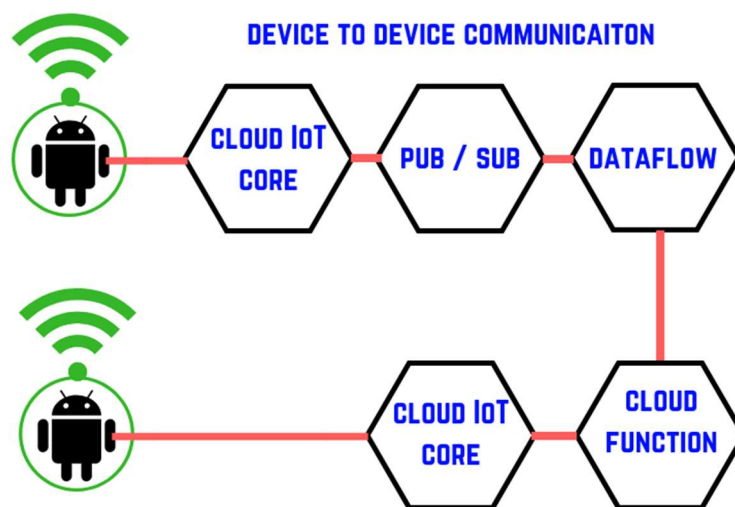 DEVICE TO DEVICE COMMUNICAITON
CLOUD IoT
CORE
PUB / SUB
DATAFLOW
CLOUD IoT
CORE
CLOUD
FUNCTION